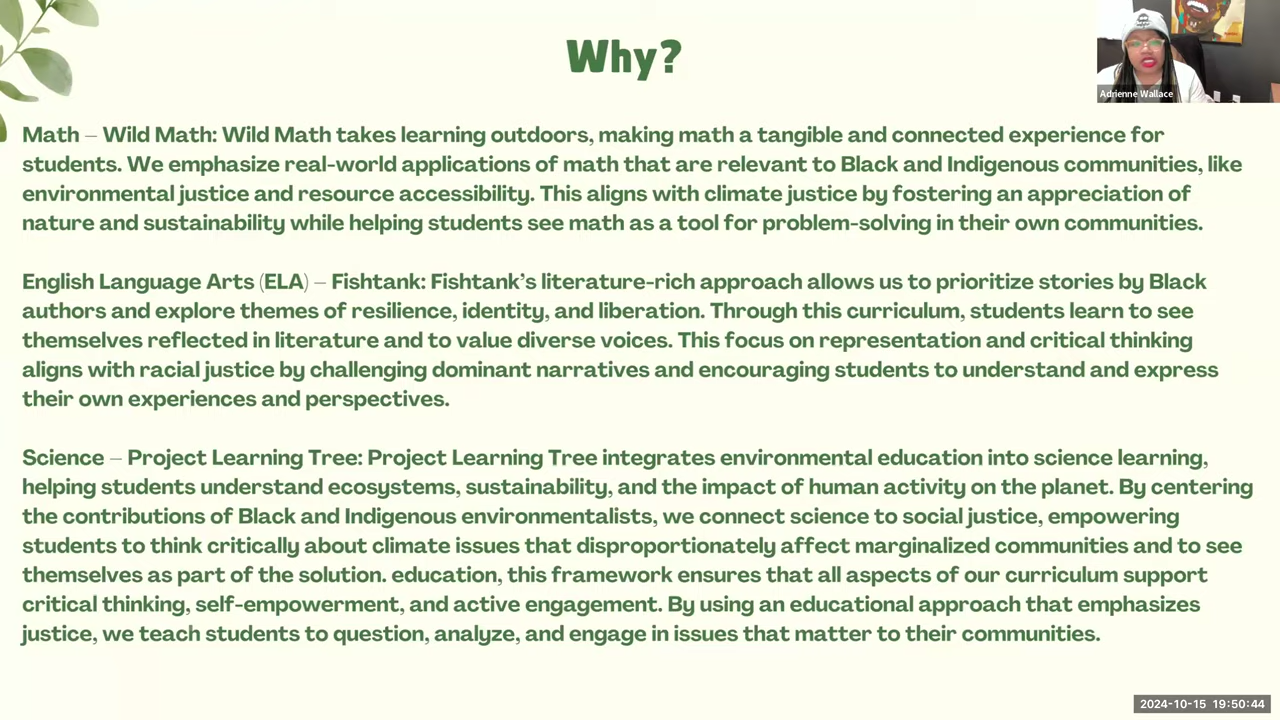 Why?
Adrienne Wallace
Math – Wild Math: Wild Math takes learning outdoors, making math a tangible and connected experience for
students. We emphasize real-world applications of math that are relevant to Black and Indigenous communities, like
environmental justice and resource accessibility. This aligns with climate justice by fostering an appreciation of
nature and sustainability while helping students see math as a tool for problem-solving in their own communities.
English Language Arts (ELA) – Fishtank: Fishtank’s literature-rich approach allows us to prioritize stories by Black
authors and explore themes of resilience, identity, and liberation. Through this curriculum, students learn to see
themselves reflected in literature and to value diverse voices. This focus on representation and critical thinking
aligns with racial justice by challenging dominant narratives and encouraging students to understand and express
their own experiences and perspectives.
Science – Project Learning Tree: Project Learning Tree integrates environmental education into science learning,
helping students understand ecosystems, sustainability, and the impact of human activity on the planet. By centering
the contributions of Black and Indigenous environmentalists, we connect science to social justice, empowering
students to think critically about climate issues that disproportionately affect marginalized communities and to see
themselves as part of the solution. education, this framework ensures that all aspects of our curriculum support
critical thinking, self-empowerment, and active engagement. By using an educational approach that emphasizes
justice, we teach students to question, analyze, and engage in issues that matter to their communities.
2024-10-15 19:50:44